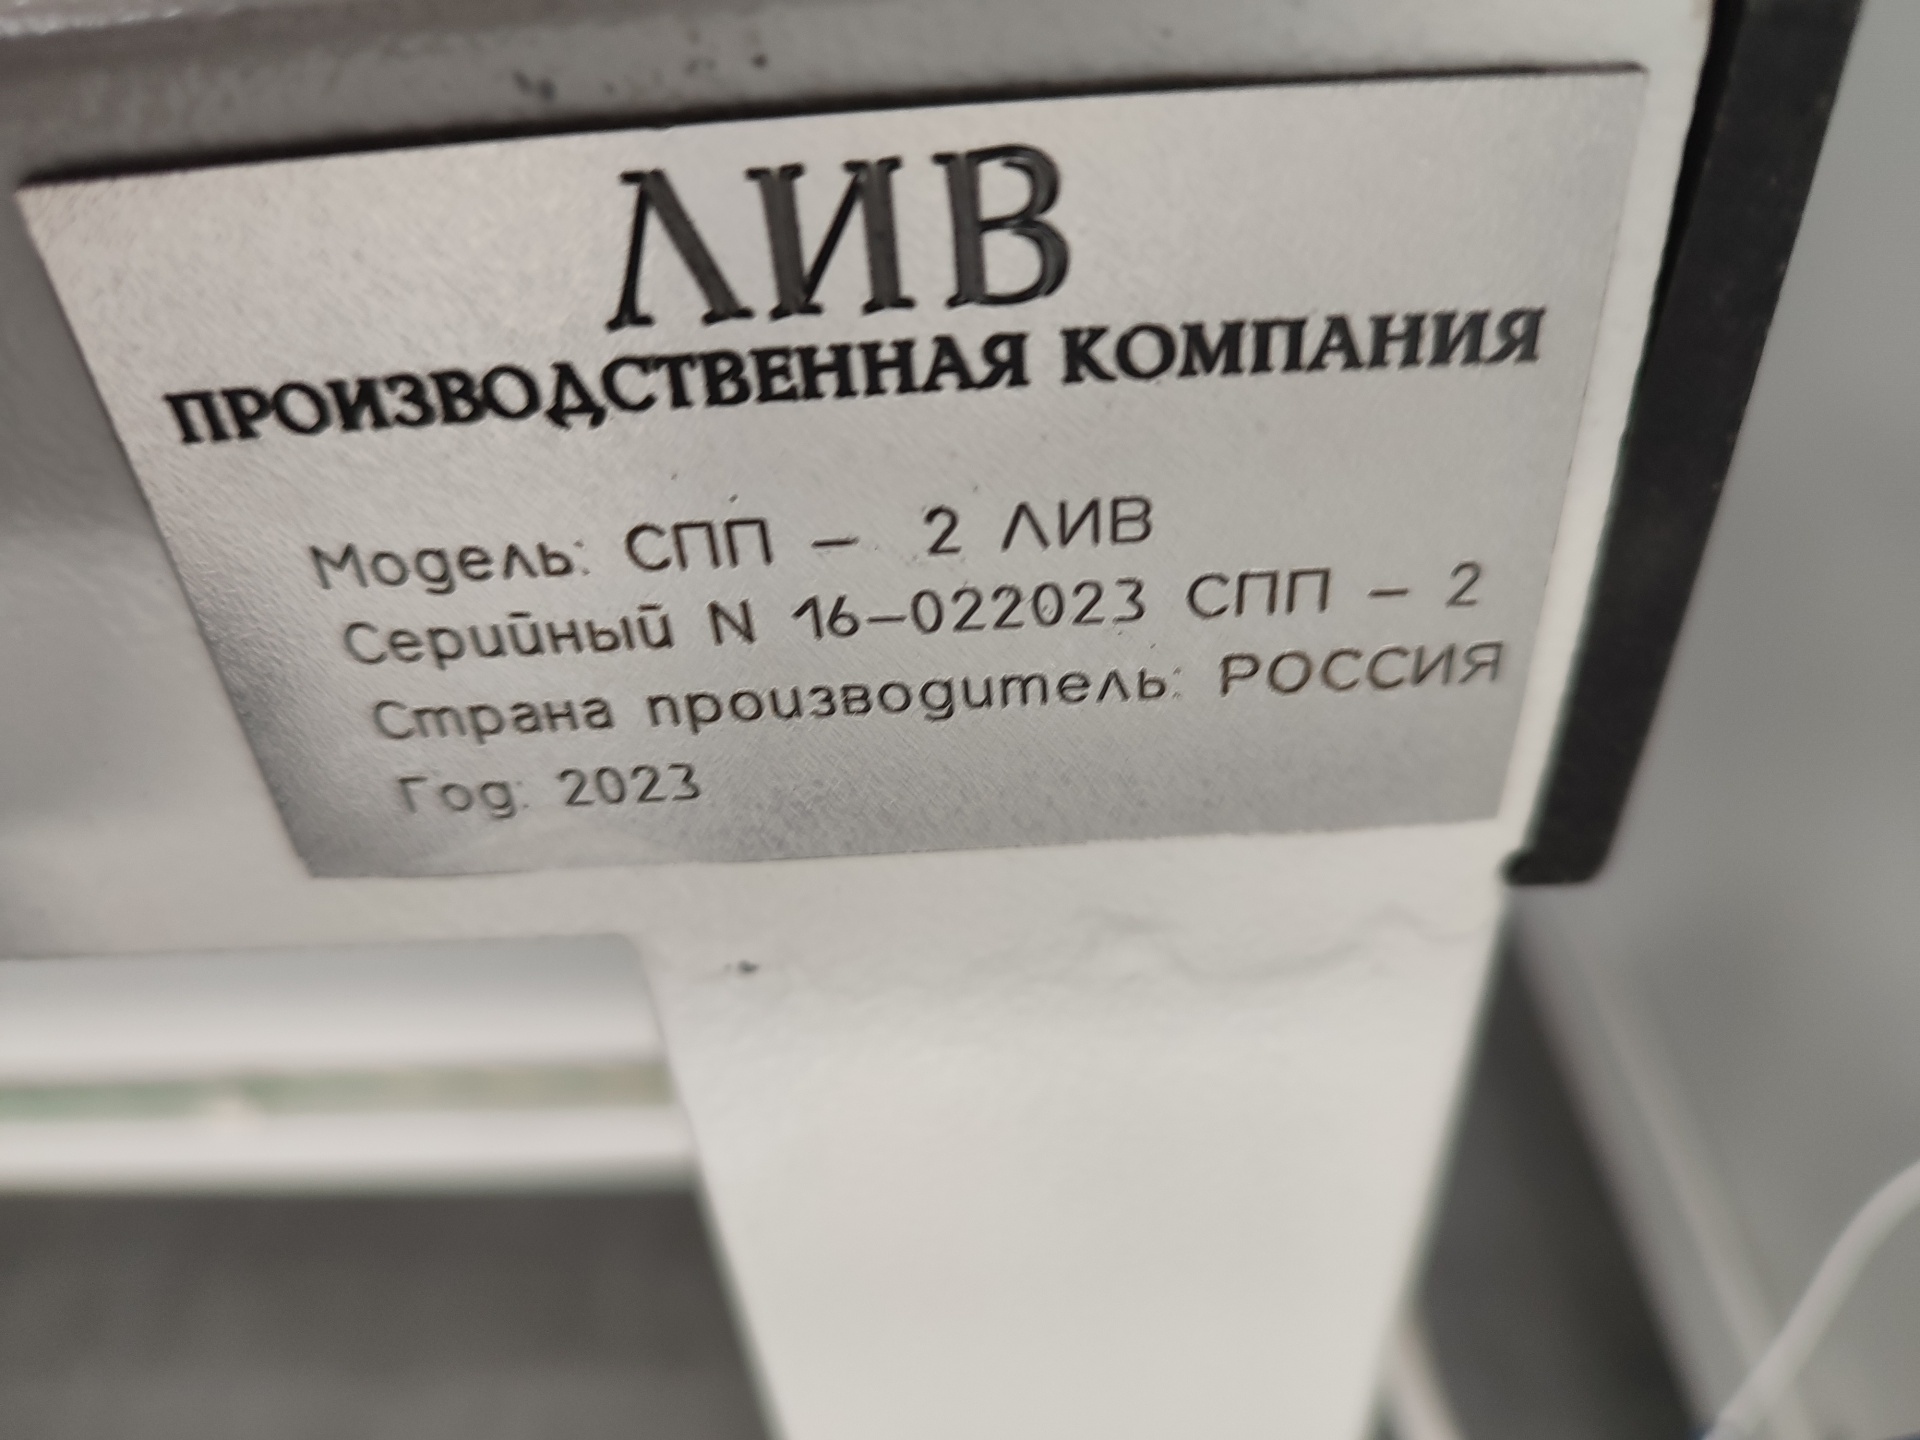 ЛИВ
ПРОИЗВОДСТВЕННАЯ КОМПАНИЯ
Модель: СПП – 2 ЛИВ
Серийный N 16–022023 СПП – 2
Страна производитель: РОССИЯ
Год: 2023